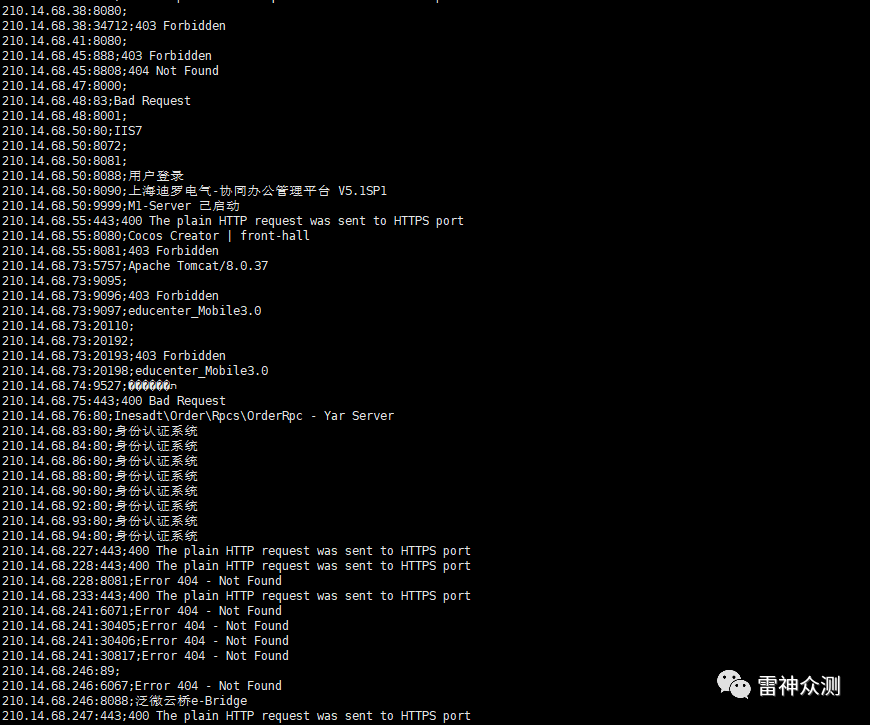 210.14.68.38:8080;
210.14.68.38:34712;403 Forbidden
210.14.68.41:8080;
210.14.68.45:888;403 Forbidden
210.14.68.45:8808;404 Not Found
210.14.68.47:8000;
210.14.68.48:83;Bad Request
210.14.68.48:8001;
210.14.68.50:80;IIS7
210.14.68.50:8072;
210.14.68.50:8081;
210.14.68.50:8088;用户登录
210.14.68.50:8090;上海迪罗电气-协同办公管理平台 V5.1SP1
210.14.68.50:9999;M1-Server 已启动
210.14.68.55:443;400 The plain HTTP request was sent to HTTPS port
210.14.68.55:8080;Cocos Creator | front-hall
210.14.68.55:8081;403 Forbidden
210.14.68.73:5757;Apache Tomcat/8.0.37
210.14.68.73:9095;
210.14.68.73:9096;403 Forbidden
210.14.68.73:9097;educenter_Mobile3.0
210.14.68.73:20110;
210.14.68.73:20192;
210.14.68.73:20193;403 Forbidden
210.14.68.73:20198;educenter_Mobile3.0
210.14.68.74:9527;
210.14.68.75:443;400 Bad Request
210.14.68.76:80;Inesadt\Order\Rpcs\OrderRpc - Yar Server
210.14.68.83:80;身份认证系统
210.14.68.84:80;身份认证系统
210.14.68.86:80;身份认证系统
210.14.68.88:80;身份认证系统
210.14.68.90:80;身份认证系统
210.14.68.92:80;身份认证系统
210.14.68.93:80;身份认证系统
210.14.68.94:80;身份认证系统
210.14.68.227:443;400 The plain HTTP request was sent to HTTPS port
210.14.68.228:443;400 The plain HTTP request was sent to HTTPS port
210.14.68.228:8081;Error 404 - Not Found
210.14.68.233:443;400 The plain HTTP request was sent to HTTPS port
210.14.68.241:6071;Error 404 - Not Found
210.14.68.241:30405;Error 404 - Not Found
210.14.68.241:30406;Error 404 - Not Found
210.14.68.241:30817;Error 404 - Not Found
210.14.68.246:89;
210.14.68.246:6067;Error 404 - Not Found
210.14.68.246:8088;泛微云桥e-Bridge
210.14.68.247:443;400 The plain HTTP request was sent to HTTPS port
雷神众测